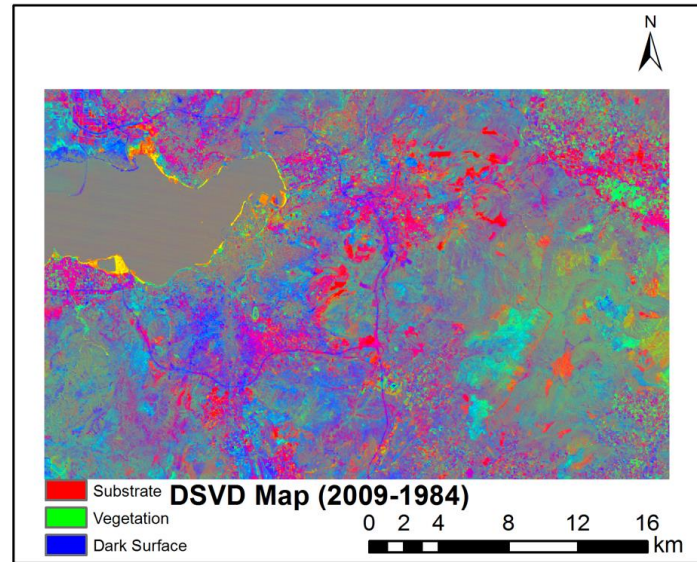 N
Substrate
DSVD Map (2009-1984)
Vegetation
Dark Surface
0 2 4 8 12 16
km